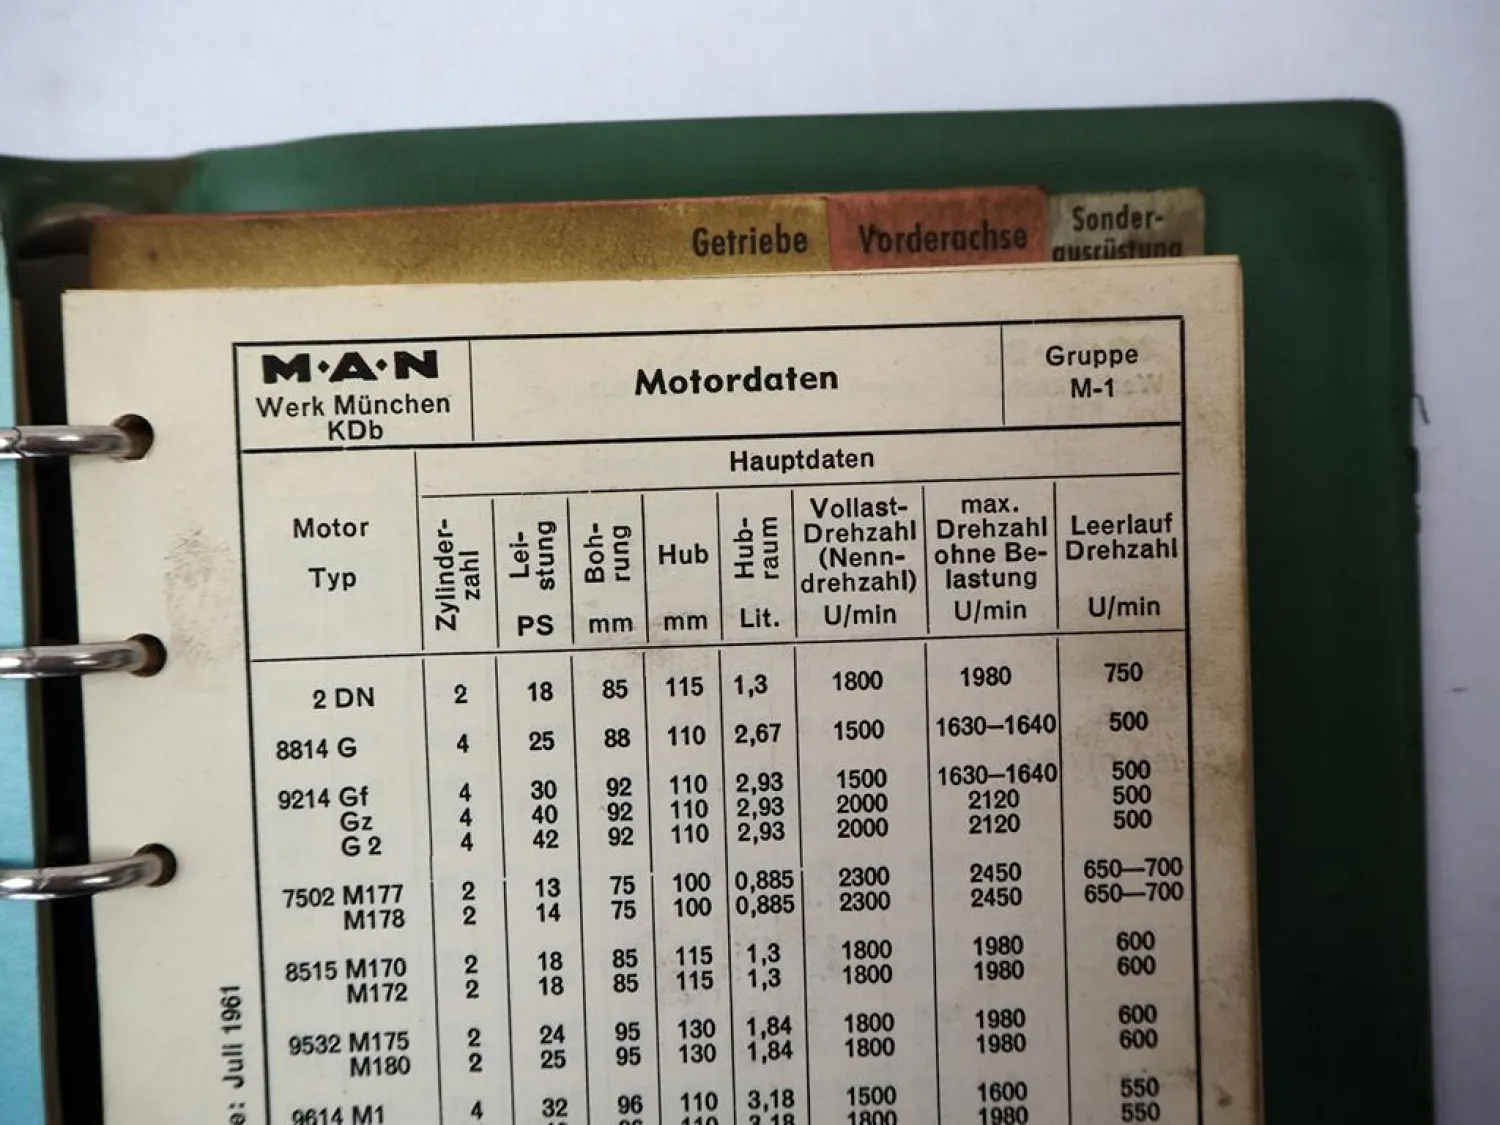 Getriebe Vorderachse Sonder-
ausrüstung
M·A·N
Werk München
KDb
Motordaten
Gruppe
M-1
Hauptdaten
Motor
Typ
Zylinder-
zahl
Lei-
stung
PS
Boh-
rung
mm
Hub
mm
Hub-
raum
Lit.
Vollast-
Drehzahl
(Nenn-
drehzahl)
U/min
max.
Drehzahl
ohne Be-
lastung
U/min
Leerlauf
Drehzahl
U/min
2 DN 2 18 85 115 1,3 1800 1980 750
8814 G 4 25 88 110 2,67 1500 1630—1640 500
9214 Gf 4 30 92 110 2,93 1500 1630—1640 500
Gz 4 40 92 110 2,93 2000 2120 500
G 2 4 42 92 110 2,93 2000 2120 500
7502 M177 2 13 75 100 0,885 2300 2450 650—700
M178 2 14 75 100 0,885 2300 2450 650—700
8515 M170 2 18 85 115 1,3 1800 1980 600
M172 2 18 85 115 1,3 1800 1980 600
9532 M175 2 24 95 130 1,84 1800 1980 600
M180 2 25 95 130 1,84 1800 1980 600
9614 M1 4 32 96 110 3,18 1500 1600 550
110 3,18 1800 1980 550
e: Juli 1961